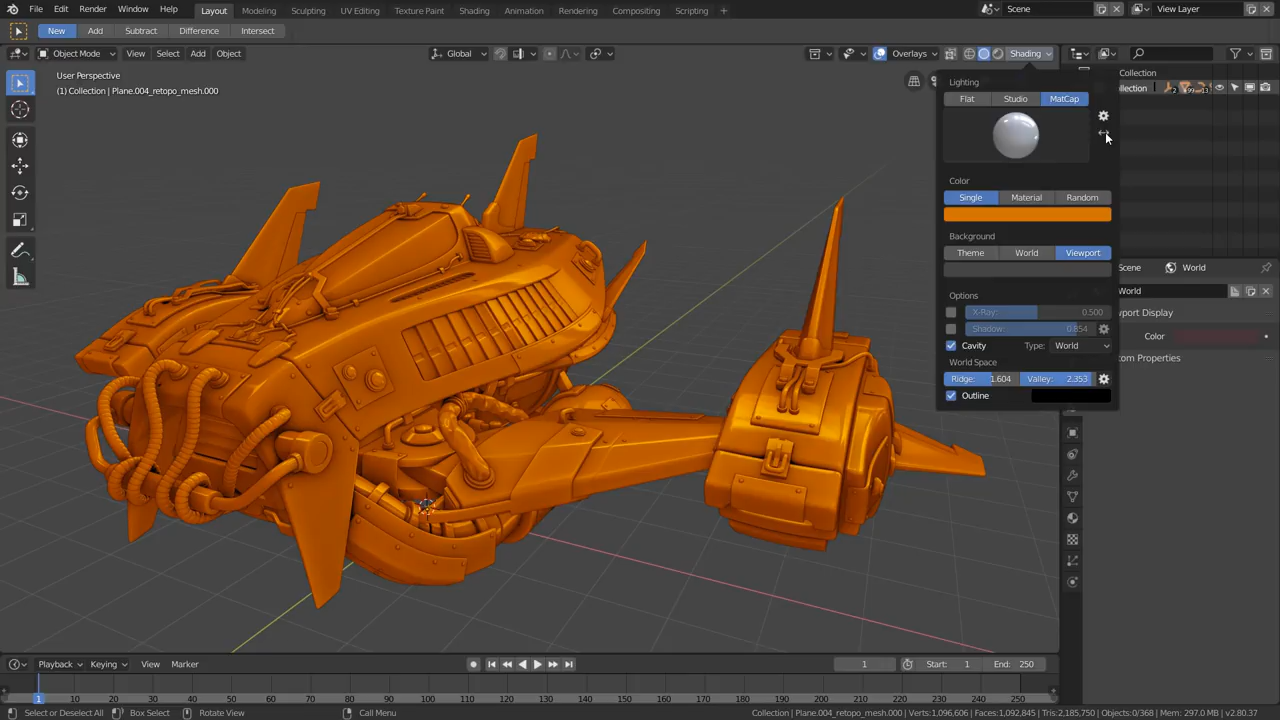 File Edit Render Window Help Layout Modeling Sculpting UV Editing Texture Paint Shading Animation Rendering Compositing Scripting + Scene View Layer
New Add Subtract Difference Intersect
Object Mode View Select Add Object Global Overlays Shading
User Perspective
(1) Collection | Plane.004_retopo_mesh.000
Collection
llection 2 99 13
Lighting
Flat Studio MatCap
Color
Single Material Random
Background
Theme World Viewport
Options
X-Ray: 0.500
Shadow: 0.854
Cavity Type: World
World Space
Ridge: 1.604 Valley: 2.353
Outline
Scene World
World
port Display
Color
om Properties
Playback Keying View Marker 1 Start: 1 End: 250
1 10 20 30 40 50 60 70 80 90 100 110 120 130 140 150 160 170 180 190 200 210 220 230 240 250
Select or Deselect All Box Select Rotate View Call Menu Collection | Plane.004_retopo_mesh.000 | Verts:1,096,606 | Faces:1,092,845 | Tris:2,185,750 | Objects:0/368 | Mem: 297.0 MB | v2.80.37